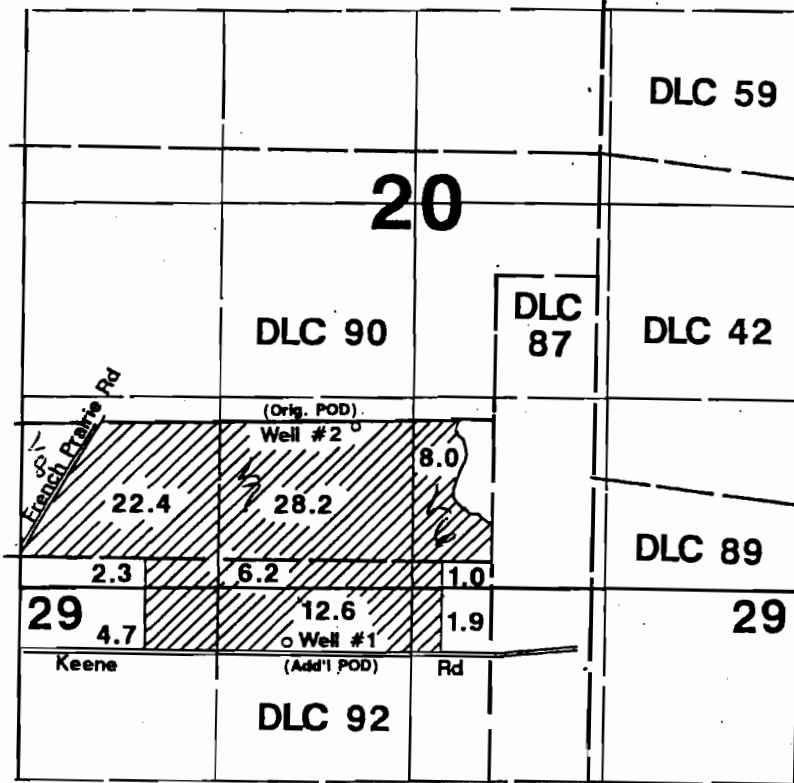 DLC 59
20
DLC 90
DLC
87
DLC 42
French Prairie Rd
(Orig. POD)
Well #2
8.0
22.4
28.2
DLC 89
2.3
6.2
1.0
29
4.7
12.6
1.9
29
Well #1
Keene
(Add'l POD)
Rd
DLC 92